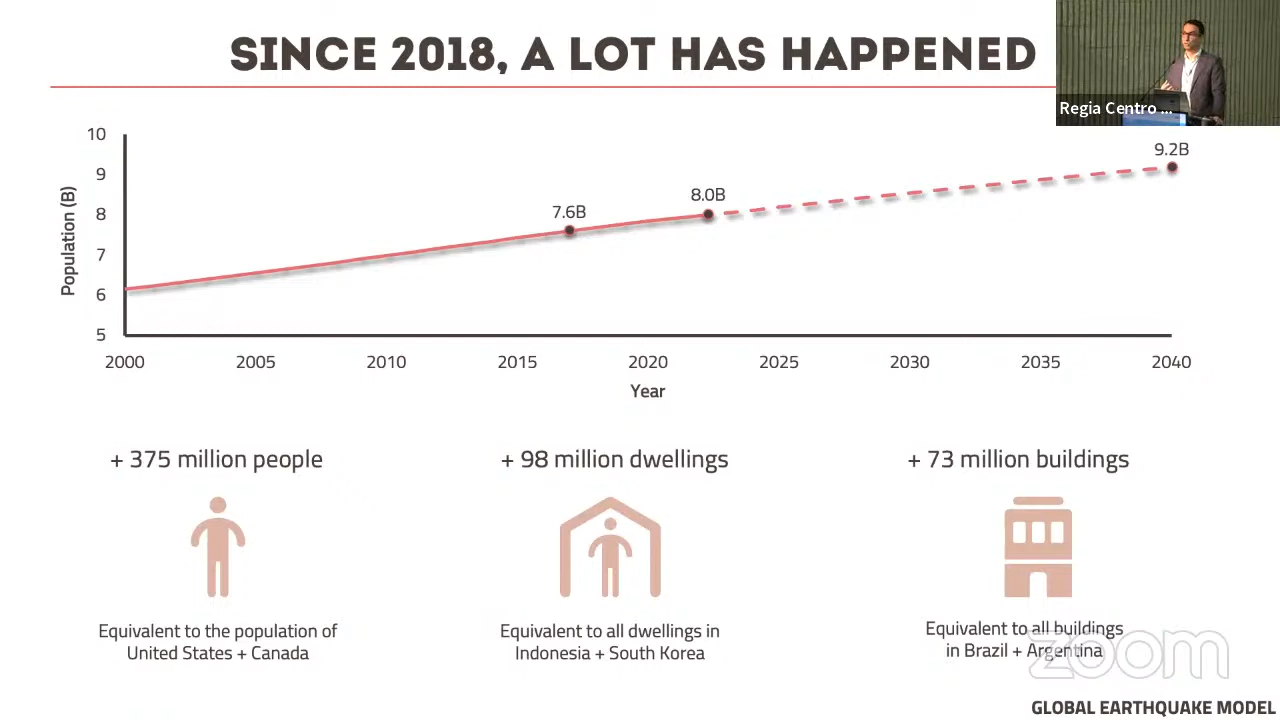 SINCE 2018, A LOT HAS HAPPENED
Regia Centro ...
Population (B)
10
9
8
7
6
5
7.6B
8.0B
9.2B
2000 2005 2010 2015 2020 2025 2030 2035 2040
Year
+ 375 million people
Equivalent to the population of
United States + Canada
+ 98 million dwellings
Equivalent to all dwellings in
Indonesia + South Korea
+ 73 million buildings
Equivalent to all buildings
in Brazil + Argentina
zoom
GLOBAL EARTHQUAKE MODEL